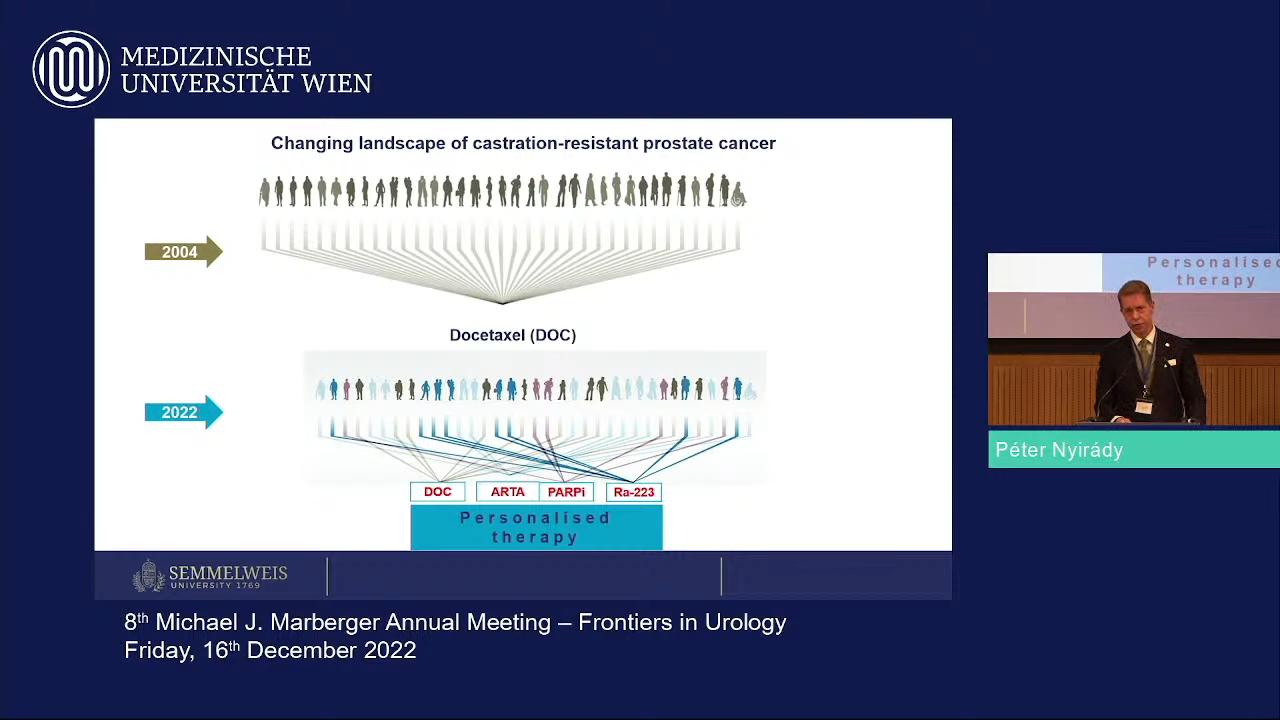 MEDIZINISCHE
UNIVERSITÄT WIEN
Changing landscape of castration-resistant prostate cancer
2004
Docetaxel (DOC)
2022
DOC ARTA PARPi Ra-223
Personalised
therapy
SEMMELWEIS
UNIVERSITY 1769
Personalised
therapy
Péter Nyirády
8th Michael J. Marberger Annual Meeting – Frontiers in Urology
Friday, 16th December 2022